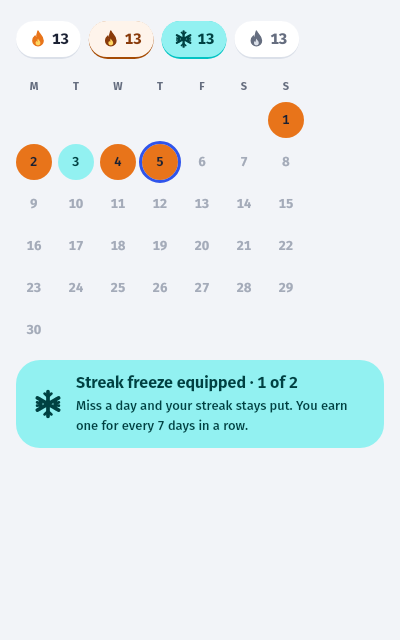 13 13 13 13
M T W T F S S
1
2 3 4 5 6 7 8
9 10 11 12 13 14 15
16 17 18 19 20 21 22
23 24 25 26 27 28 29
30
Streak freeze equipped · 1 of 2
Miss a day and your streak stays put. You earn
one for every 7 days in a row.